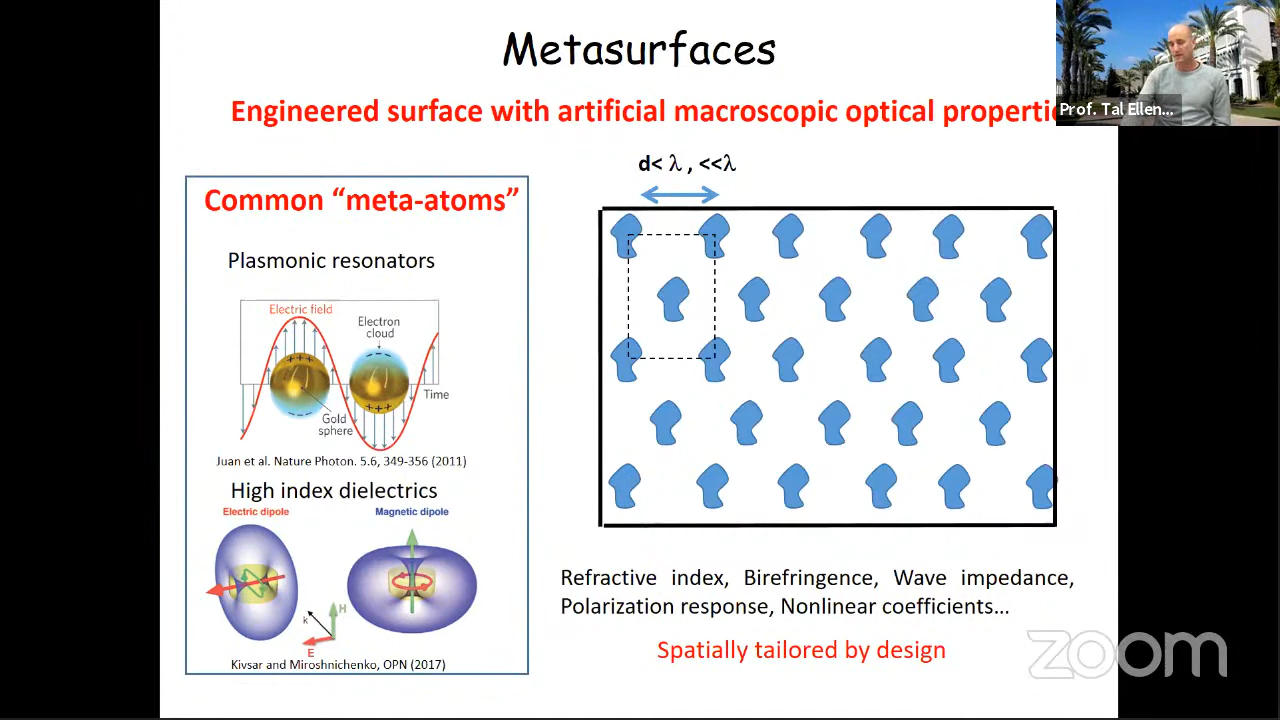 Metasurfaces
Engineered surface with artificial macroscopic optical properti
Prof. Tal Ellen...
d< λ , <<λ
Common “meta-atoms”
Plasmonic resonators
Electric field
Electron
cloud
+++
- - -
Time
Gold
sphere
- - -
+++
Juan et al. Nature Photon. 5.6, 349-356 (2011)
High index dielectrics
Electric dipole
Magnetic dipole
H
k
E
Kivsar and Miroshnichenko, OPN (2017)
Refractive index, Birefringence, Wave impedance,
Polarization response, Nonlinear coefficients...
Spatially tailored by design
zoom